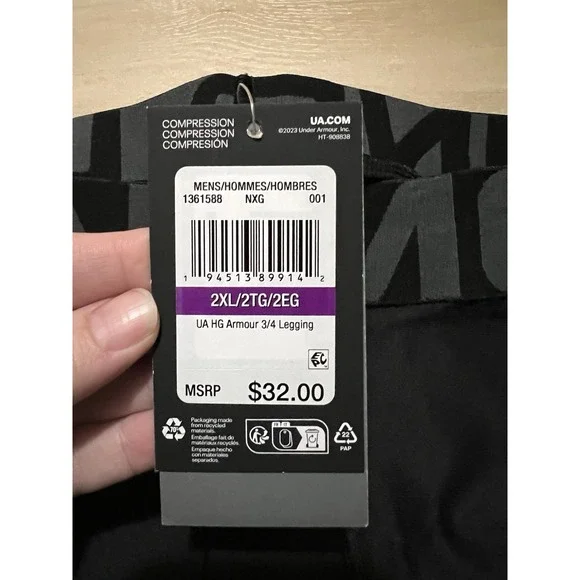 COMPRESSION
COMPRESSION
COMPRESIÓN
UA.COM
©2023 Under Armour, Inc.
HT-908838
MENS/HOMMES/HOMBRES
1361588 NXG 001
1 94513 89914 2
2XL/2TG/2EG
UA HG Armour 3/4 Legging
MSRP $32.00
70%
Packaging made
from recycled
materials.
Emballage fait de
matériaux recyclés
Empaque hecho
con materiales
separados.
22
PAP